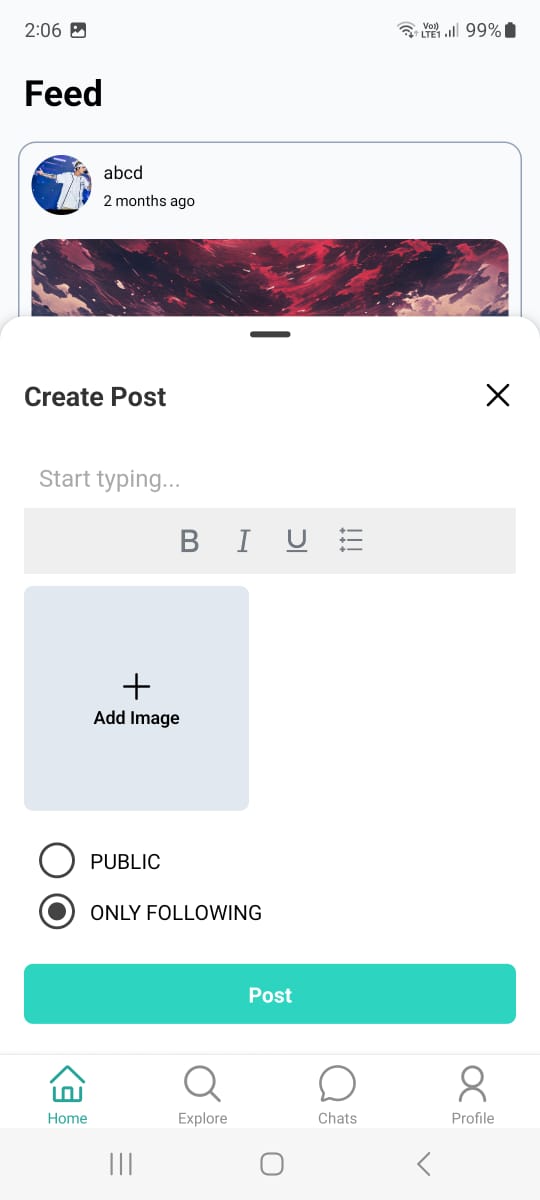 2:06
Vo))
LTE1
99%
Feed
abcd
2 months ago
Create Post
Start typing...
B I U
Add Image
PUBLIC
ONLY FOLLOWING
Post
Home
Explore
Chats
Profile